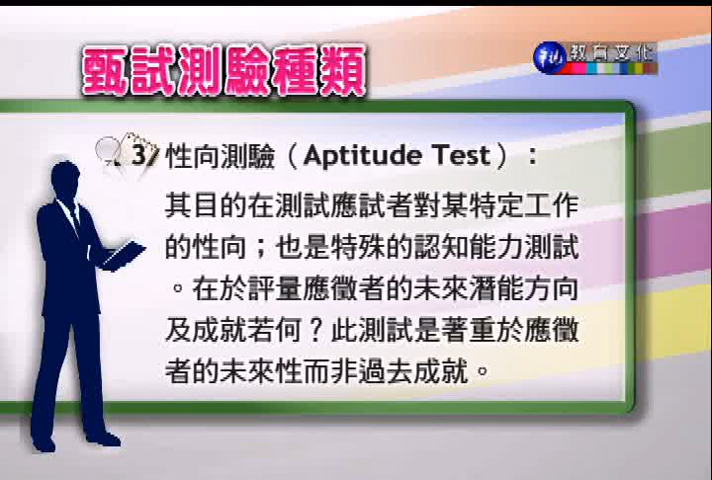 甄試測驗種類
華視 教育文化
3 性向測驗（Aptitude Test）：
其目的在測試應試者對某特定工作
的性向；也是特殊的認知能力測試
。在於評量應徵者的未來潛能方向
及成就若何？此測試是著重於應徵
者的未來性而非過去成就。